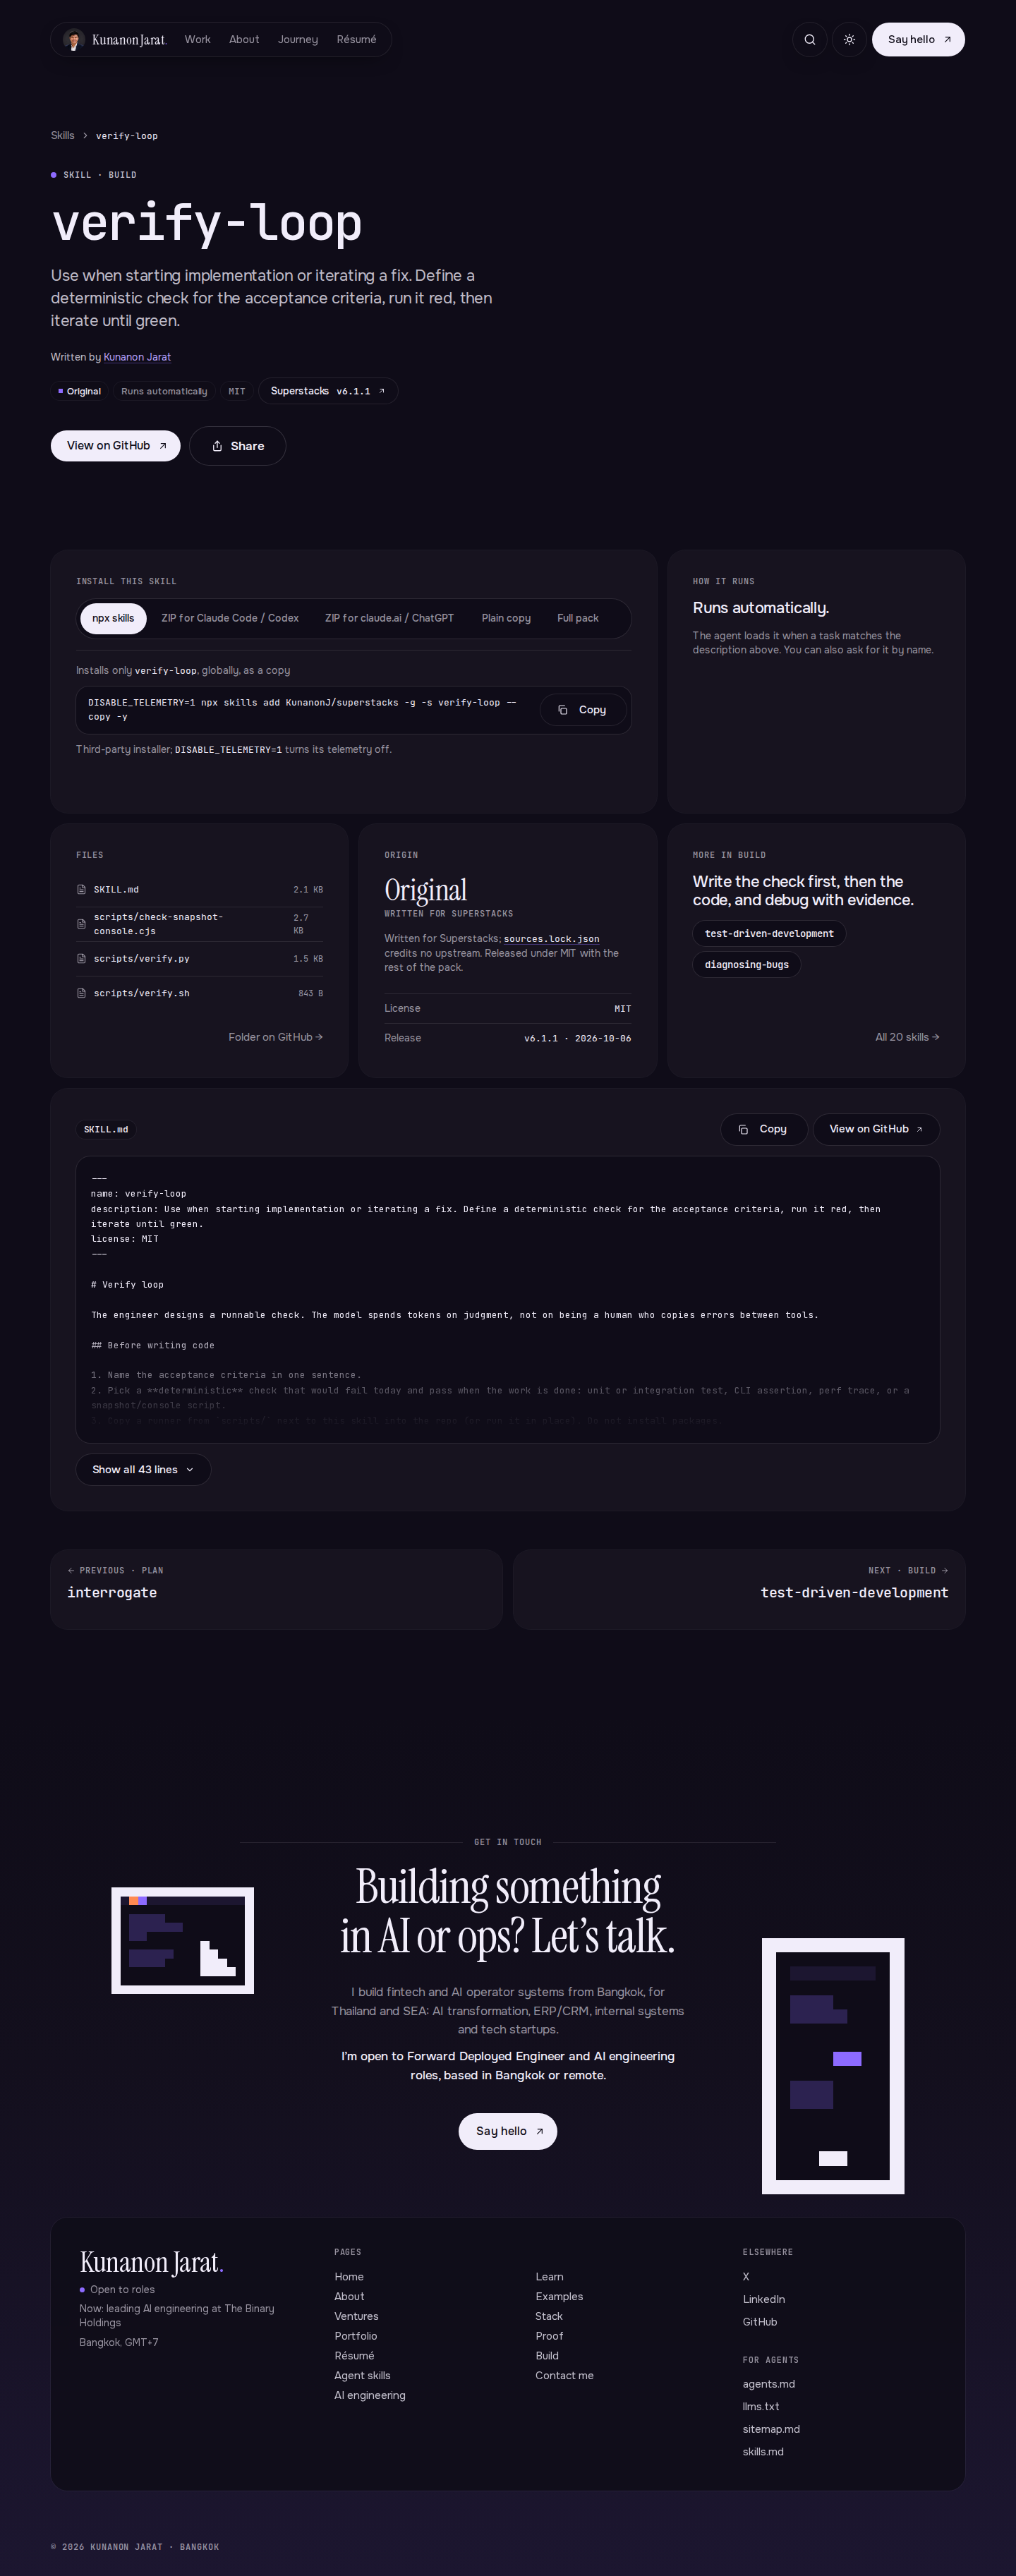 Kunanon Jarat.
Work
About
Journey
Résumé
Say hello
Skills
verify-loop
SKILL · BUILD
verify-loop
Use when starting implementation or iterating a fix. Define a
deterministic check for the acceptance criteria, run it red, then
iterate until green.
Written by Kunanon Jarat
Original
Runs automatically
MIT
Superstacks v6.1.1
View on GitHub
Share
INSTALL THIS SKILL
npx skills
ZIP for Claude Code / Codex
ZIP for claude.ai / ChatGPT
Plain copy
Full pack
Installs only verify-loop, globally, as a copy
DISABLE_TELEMETRY=1 npx skills add KunanonJ/superstacks -g -s verify-loop --
copy -y
Copy
Third-party installer; DISABLE_TELEMETRY=1 turns its telemetry off.
HOW IT RUNS
Runs automatically.
The agent loads it when a task matches the
description above. You can also ask for it by name.
FILES
SKILL.md 2.1 KB
scripts/check-snapshot-
console.cjs
2.7
KB
scripts/verify.py 1.5 KB
scripts/verify.sh 843 B
Folder on GitHub →
ORIGIN
Original
WRITTEN FOR SUPERSTACKS
Written for Superstacks; sources.lock.json
credits no upstream. Released under MIT with the
rest of the pack.
License MIT
Release v6.1.1 · 2026-10-06
MORE IN BUILD
Write the check first, then the
code, and debug with evidence.
test-driven-development
diagnosing-bugs
All 20 skills →
SKILL.md
Copy
View on GitHub
---
name: verify-loop
description: Use when starting implementation or iterating a fix. Define a deterministic check for the acceptance criteria, run it red, then
iterate until green.
license: MIT
---
# Verify loop
The engineer designs a runnable check. The model spends tokens on judgment, not on being a human who copies errors between tools.
## Before writing code
1. Name the acceptance criteria in one sentence.
2. Pick a **deterministic** check that would fail today and pass when the work is done: unit or integration test, CLI assertion, perf trace, or a
snapshot/console script.
3. Copy a runner from `scripts/` next to this skill into the repo (or run it in place). Do not install packages.
Show all 43 lines
← PREVIOUS · PLAN
interrogate
NEXT · BUILD →
test-driven-development
GET IN TOUCH
Building something
in AI or ops? Let's talk.
I build fintech and AI operator systems from Bangkok, for
Thailand and SEA: AI transformation, ERP/CRM, internal systems
and tech startups.
I'm open to Forward Deployed Engineer and AI engineering
roles, based in Bangkok or remote.
Say hello
Kunanon Jarat.
Open to roles
Now: leading AI engineering at The Binary
Holdings
Bangkok, GMT+7
PAGES
Home
About
Ventures
Portfolio
Résumé
Agent skills
AI engineering
Learn
Examples
Stack
Proof
Build
Contact me
ELSEWHERE
X
LinkedIn
GitHub
FOR AGENTS
agents.md
llms.txt
sitemap.md
skills.md
© 2026 KUNANON JARAT · BANGKOK